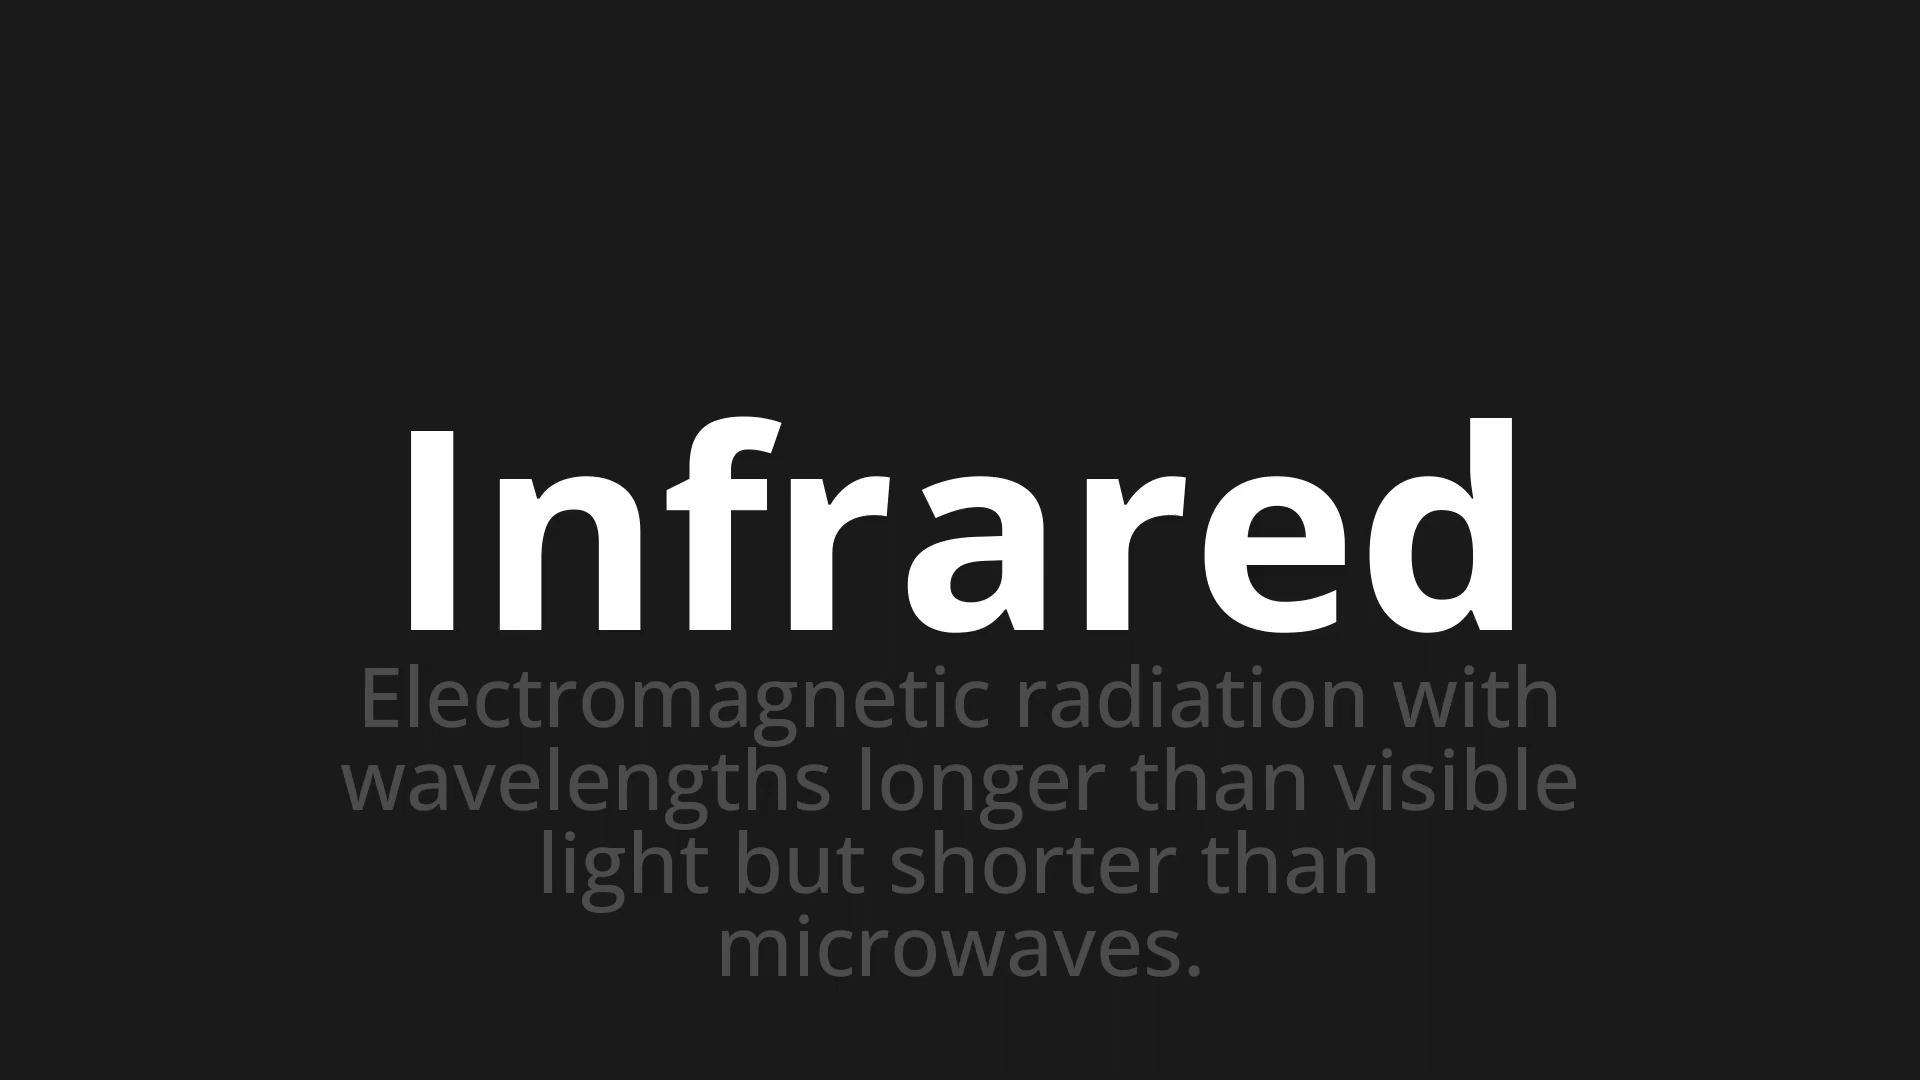 Infrared
Electromagnetic radiation with
wavelengths longer than visible
light but shorter than
microwaves.